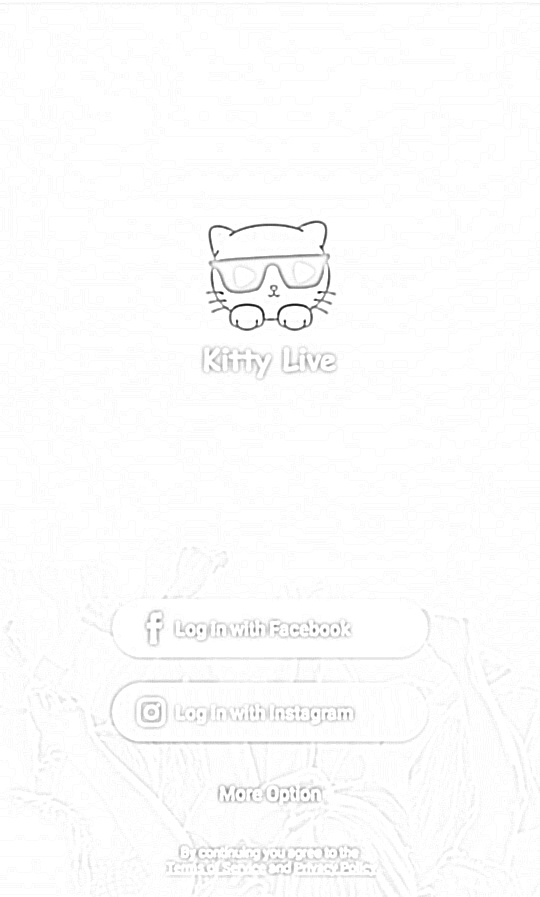 Kitty Live
Log in with Facebook
Log in with Instagram
More Option
By continuing you agree to the
Terms of Service and Privacy Policy